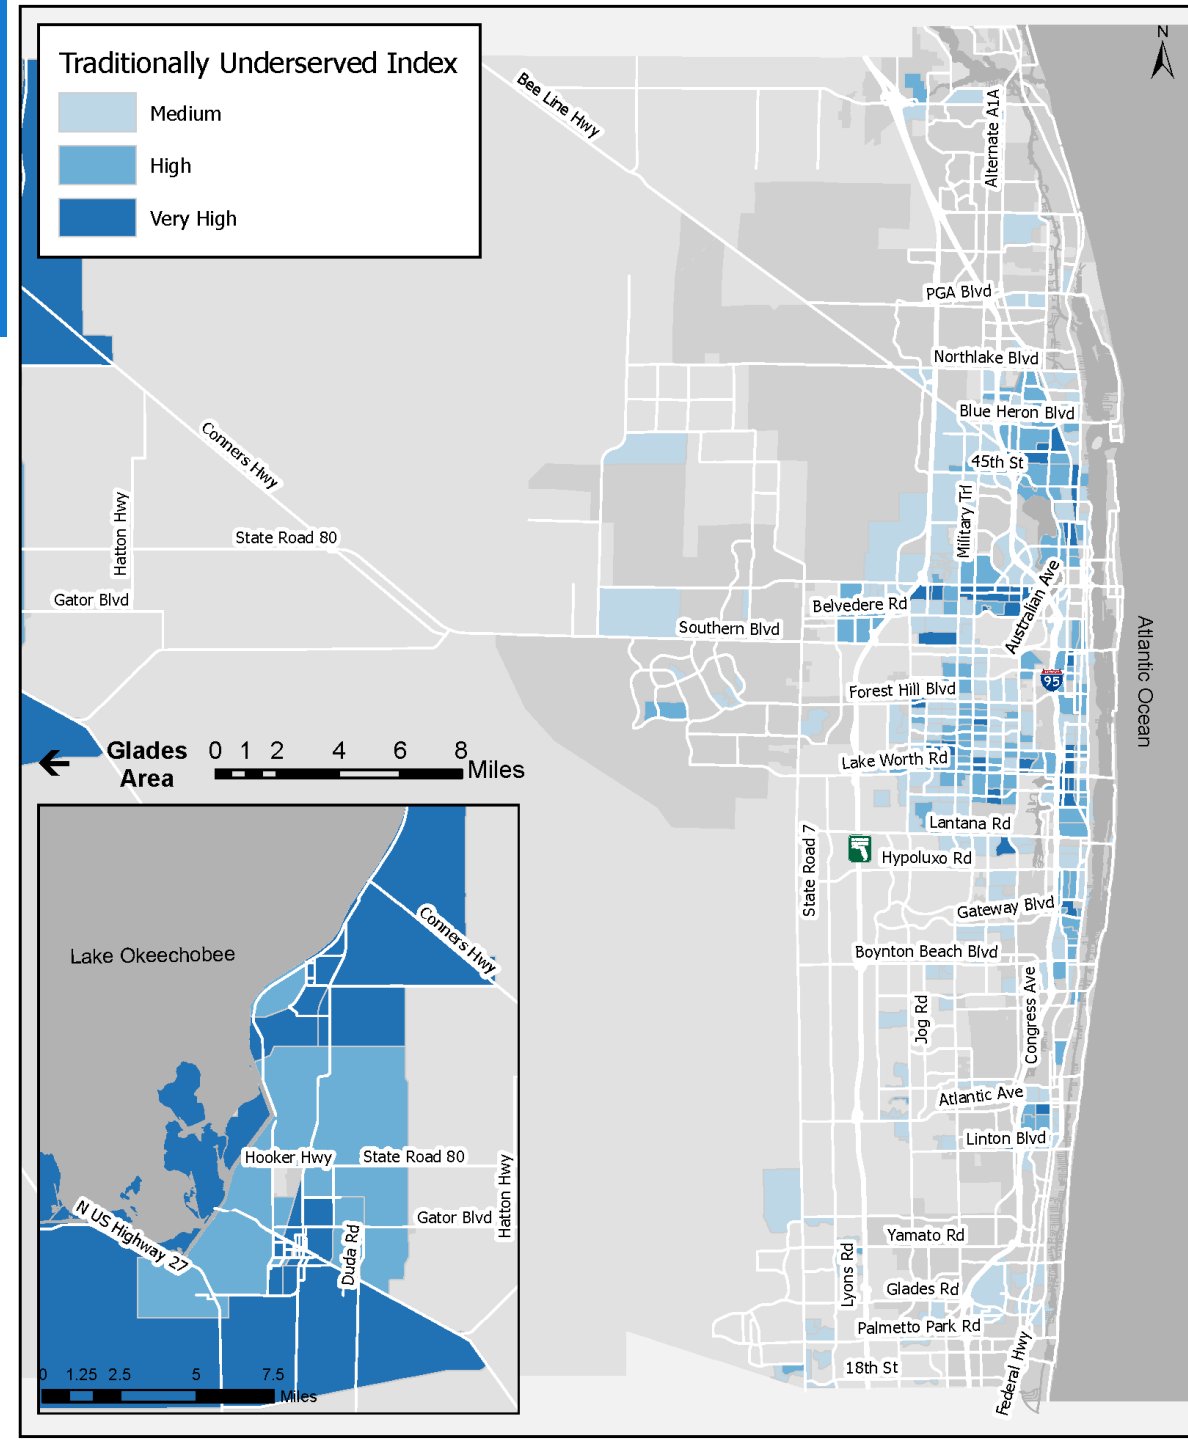 Traditionally Underserved Index
Medium
High
Very High
N
Bee Line Hwy
Alternate A1A
PGA Blvd
Northlake Blvd
Blue Heron Blvd
45th St
Military Trl
Conners Hwy
Hatton Hwy
State Road 80
Gator Blvd
Belvedere Rd
Australian Ave
Southern Blvd
Atlantic Ocean
95
Forest Hill Blvd
Glades
Area
0 1 2 4 6 8
Miles
Lake Worth Rd
Lantana Rd
State Road 7
Hypoluxo Rd
Gateway Blvd
Boynton Beach Blvd
Jog Rd
Congress Ave
Atlantic Ave
Linton Blvd
Yamato Rd
Lyons Rd
Glades Rd
Palmetto Park Rd
18th St
Federal Hwy
Conners Hwy
Lake Okeechobee
Hooker Hwy
State Road 80
Hatton Hwy
N US Highway 27
Gator Blvd
Duda Rd
0 1.25 2.5 5 7.5
Miles